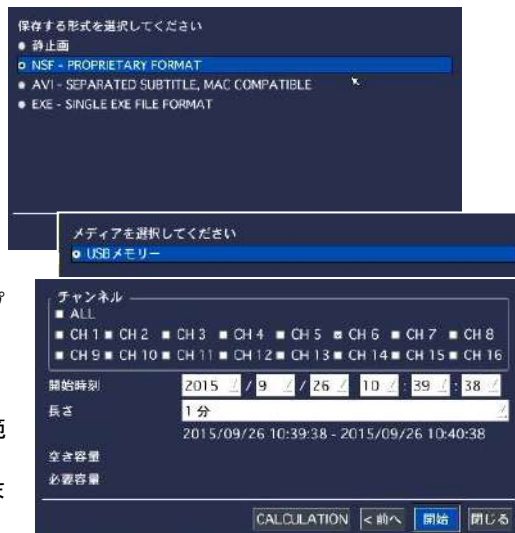 保存する形式を選択してください
静止画
NSF - PROPRIETARY FORMAT
AVI - SEPARATED SUBTITLE, MAC COMPATIBLE
EXE - SINGLE EXE FILE FORMAT
メディアを選択してください
USBメモリー
チャンネル
ALL
CH 1 CH 2 CH 3 CH 4 CH 5 CH 6 CH 7 CH 8
CH 9 CH 10 CH 11 CH 12 CH 13 CH 14 CH 15 CH 16
開始時刻 2015 / 9 / 26 10 : 39 : 38
長さ 1 分
2015/09/26 10:39:38 - 2015/09/26 10:40:38
空き容量
必要容量
CALCULATION <前へ 開始 閉じる